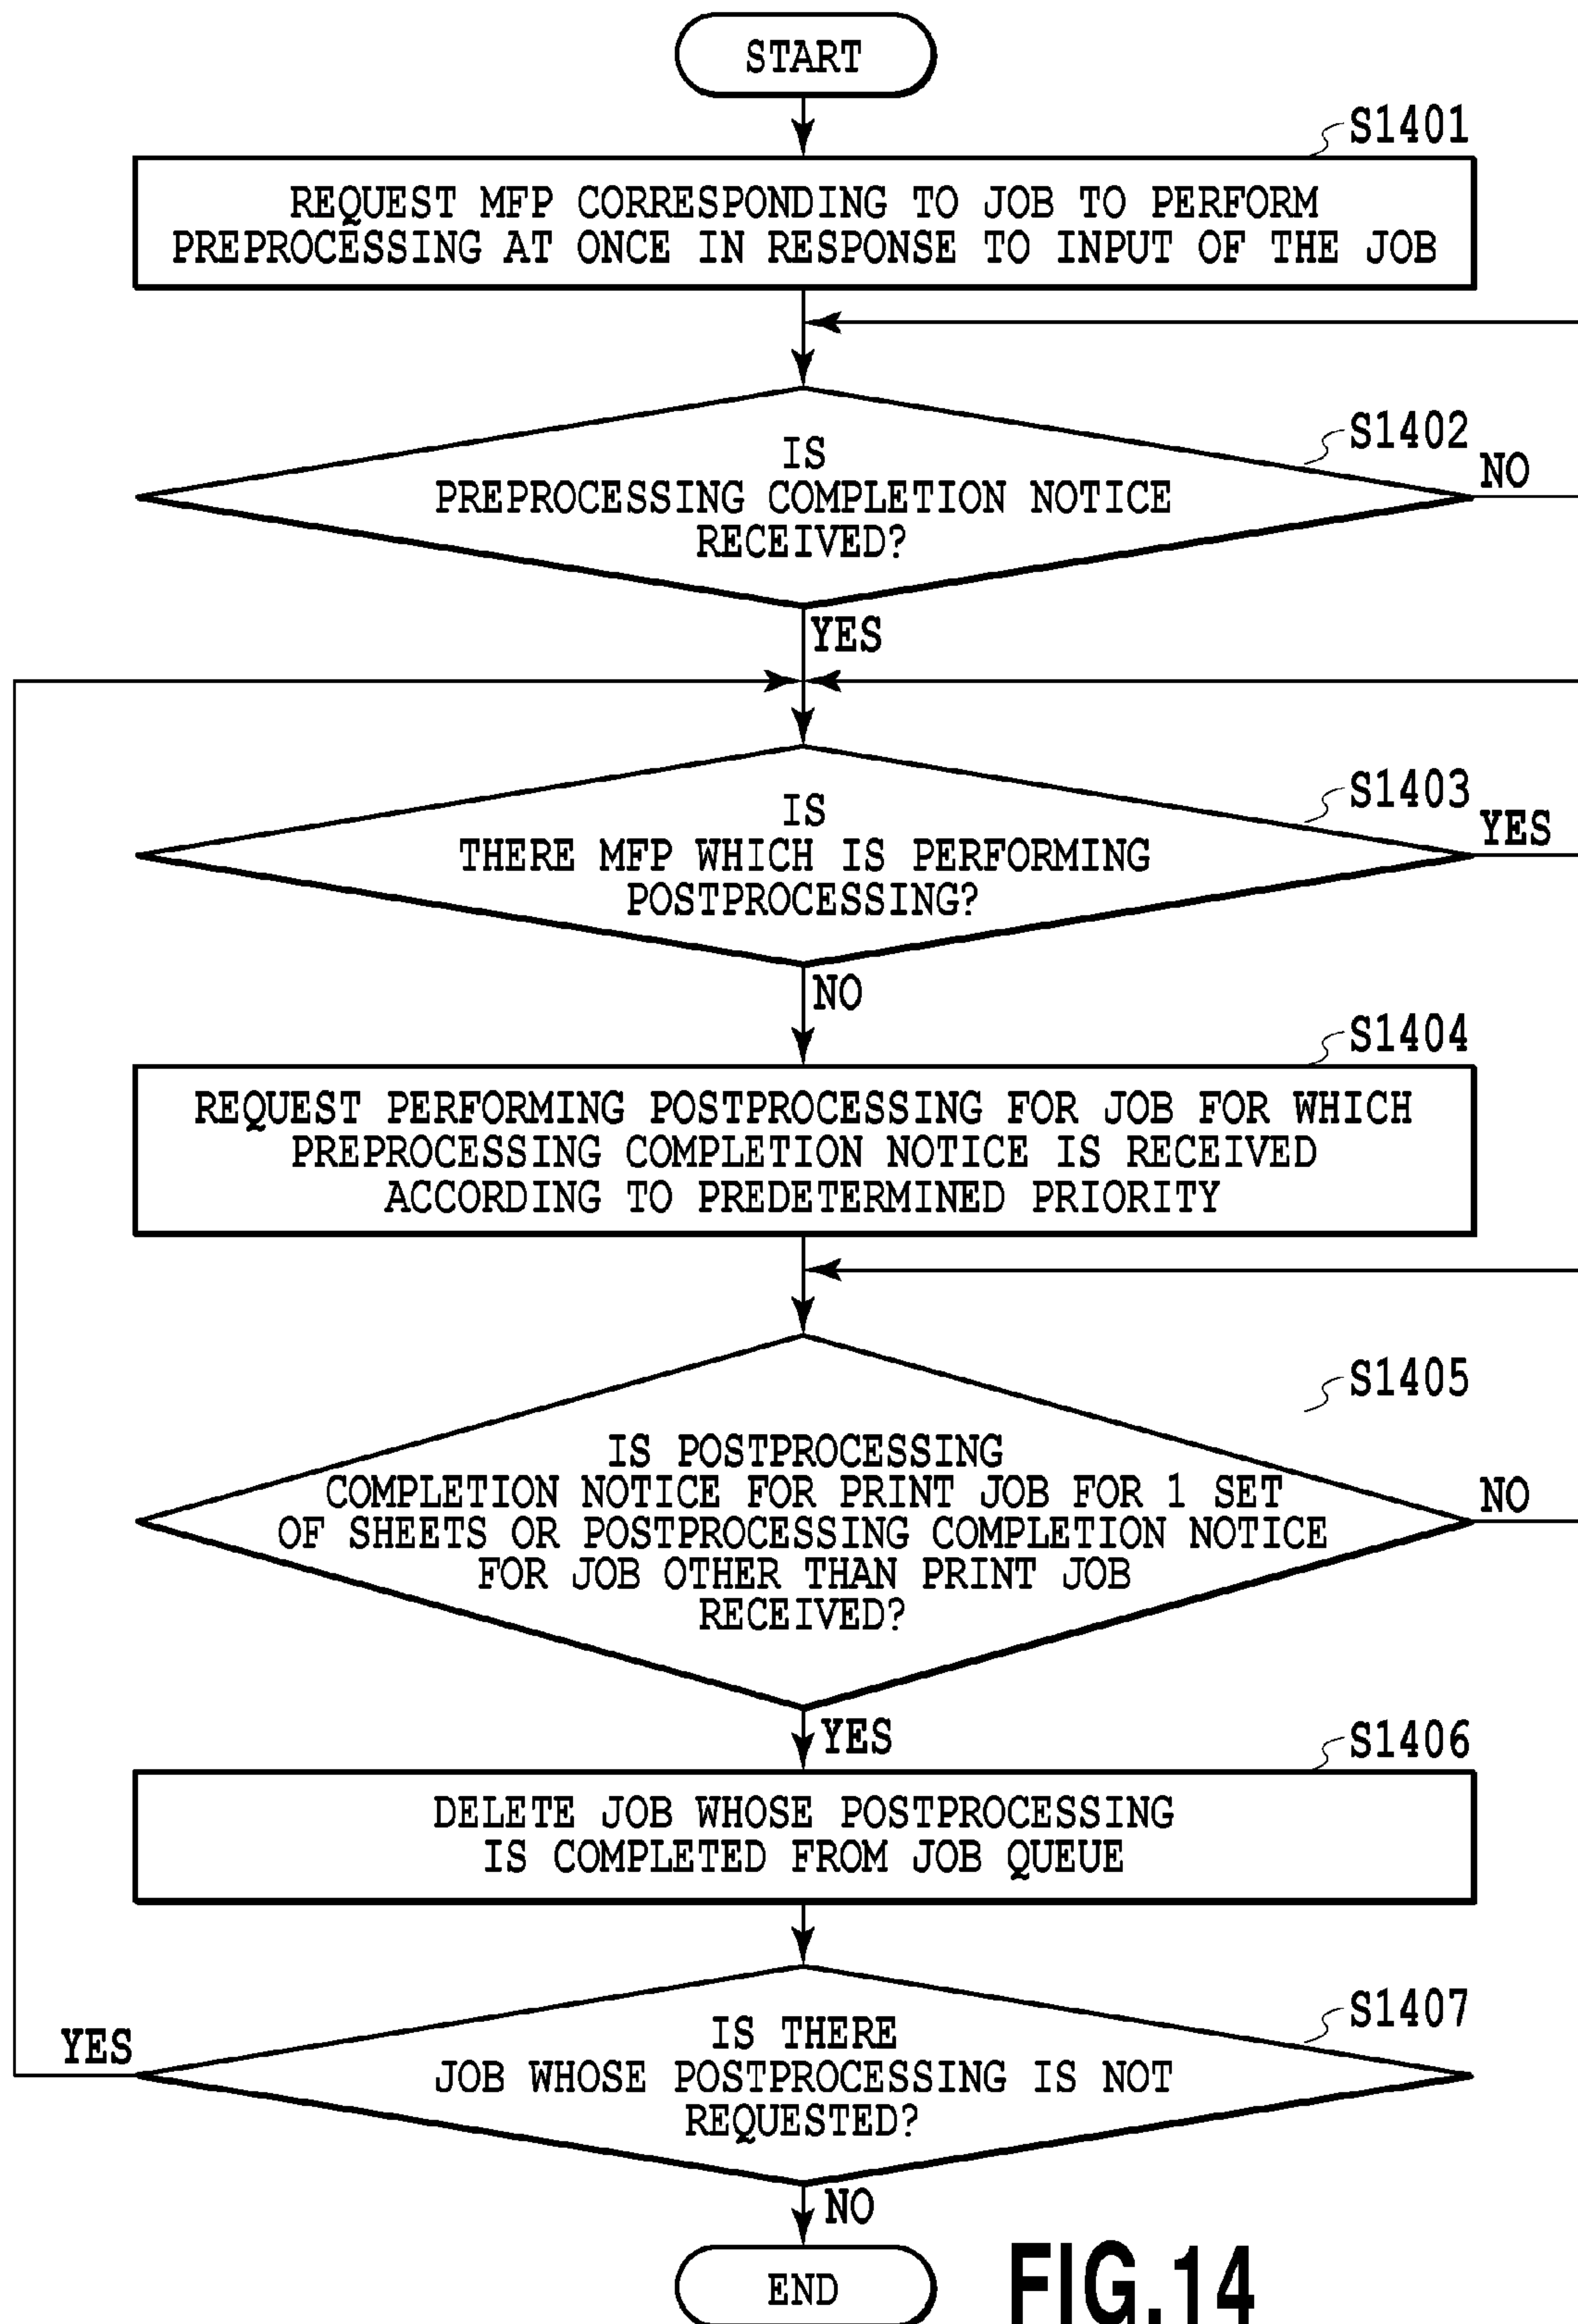 START
S1401
REQUEST MFP CORRESPONDING TO JOB TO PERFORM
PREPROCESSING AT ONCE IN RESPONSE TO INPUT OF THE JOB
S1402
IS
PREPROCESSING COMPLETION NOTICE
RECEIVED?
NO
YES
S1403
IS
THERE MFP WHICH IS PERFORMING
POSTPROCESSING?
YES
NO
S1404
REQUEST PERFORMING POSTPROCESSING FOR JOB FOR WHICH
PREPROCESSING COMPLETION NOTICE IS RECEIVED
ACCORDING TO PREDETERMINED PRIORITY
S1405
IS POSTPROCESSING
COMPLETION NOTICE FOR PRINT JOB FOR 1 SET
OF SHEETS OR POSTPROCESSING COMPLETION NOTICE
FOR JOB OTHER THAN PRINT JOB
RECEIVED?
NO
YES
S1406
DELETE JOB WHOSE POSTPROCESSING
IS COMPLETED FROM JOB QUEUE
S1407
IS THERE
JOB WHOSE POSTPROCESSING IS NOT
REQUESTED?
YES
NO
END
FIG.14